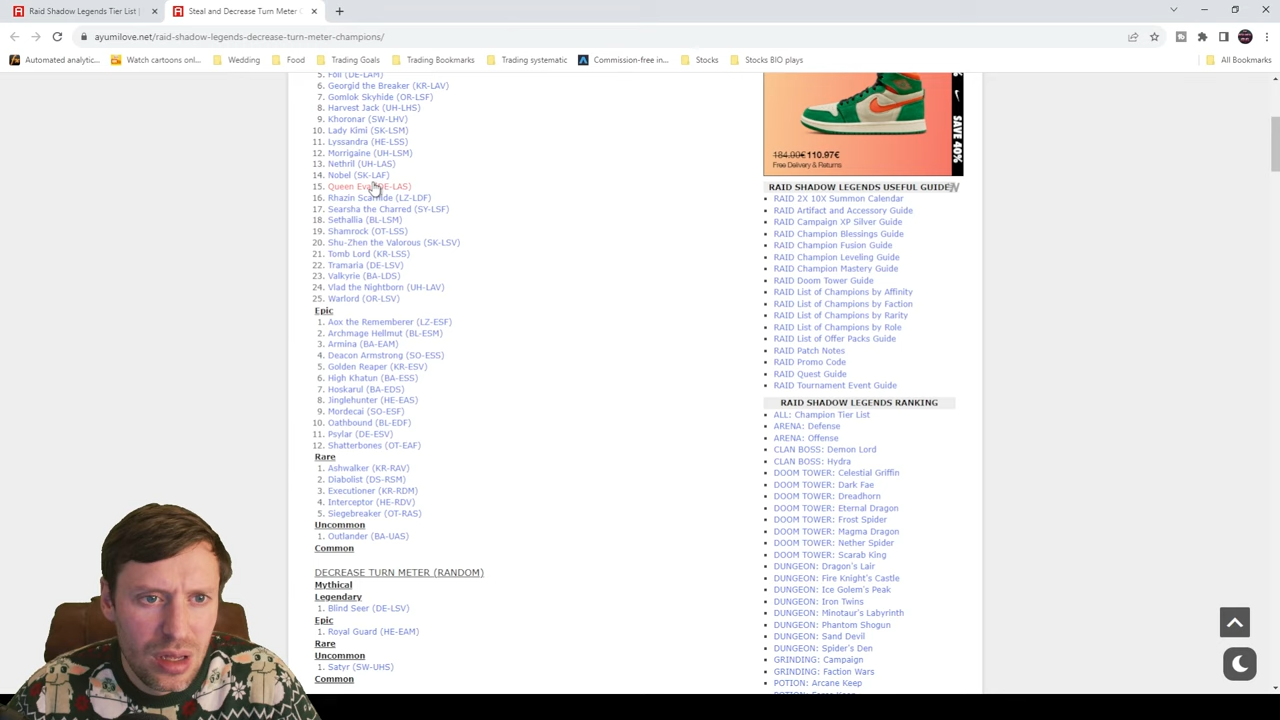 Raid Shadow Legends Tier List |
Steal and Decrease Turn Meter C
ayumilove.net/raid-shadow-legends-decrease-turn-meter-champions/
Automated analytic...
Watch cartoons onl...
Wedding
Food
Trading Goals
Trading Bookmarks
Trading systematic
Commission-free in...
Stocks
Stocks BIO plays
All Bookmarks
5. Foli (DE-LAM)
6. Georgid the Breaker (KR-LAV)
7. Gomlok Skyhide (OR-LSF)
8. Harvest Jack (UH-LHS)
9. Khoronar (SW-LHV)
10. Lady Kimi (SK-LSM)
11. Lyssandra (HE-LSS)
12. Morrigaine (UH-LSM)
13. Nethril (UH-LAS)
14. Nobel (SK-LAF)
15. Queen Eva (DE-LAS)
16. Rhazin Scarhide (LZ-LDF)
17. Searsha the Charred (SY-LSF)
18. Sethallia (BL-LSM)
19. Shamrock (OT-LSS)
20. Shu-Zhen the Valorous (SK-LSV)
21. Tomb Lord (KR-LSS)
22. Tramaria (DE-LSV)
23. Valkyrie (BA-LDS)
24. Vlad the Nightborn (UH-LAV)
25. Warlord (OR-LSV)
Epic
1. Aox the Rememberer (LZ-ESF)
2. Archmage Hellmut (BL-ESM)
3. Armina (BA-EAM)
4. Deacon Armstrong (SO-ESS)
5. Golden Reaper (KR-ESV)
6. High Khatun (BA-ESS)
7. Hoskarul (BA-EDS)
8. Jinglehunter (HE-EAS)
9. Mordecai (SO-ESF)
10. Oathbound (BL-EDF)
11. Psylar (DE-ESV)
12. Shatterbones (OT-EAF)
Rare
1. Ashwalker (KR-RAV)
2. Diabolist (DS-RSM)
3. Executioner (KR-RDM)
4. Interceptor (HE-RDV)
5. Siegebreaker (OT-RAS)
Uncommon
1. Outlander (BA-UAS)
Common
DECREASE TURN METER (RANDOM)
Mythical
Legendary
1. Blind Seer (DE-LSV)
Epic
1. Royal Guard (HE-EAM)
Rare
Uncommon
1. Satyr (SW-UHS)
Common
184.99€ 110.97€
Free Delivery & Returns
SAVE 40%
RAID SHADOW LEGENDS USEFUL GUIDE
RAID 2X 10X Summon Calendar
RAID Artifact and Accessory Guide
RAID Campaign XP Silver Guide
RAID Champion Blessings Guide
RAID Champion Fusion Guide
RAID Champion Leveling Guide
RAID Champion Mastery Guide
RAID Doom Tower Guide
RAID List of Champions by Affinity
RAID List of Champions by Faction
RAID List of Champions by Rarity
RAID List of Champions by Role
RAID List of Offer Packs Guide
RAID Patch Notes
RAID Promo Code
RAID Quest Guide
RAID Tournament Event Guide
RAID SHADOW LEGENDS RANKING
ALL: Champion Tier List
ARENA: Defense
ARENA: Offense
CLAN BOSS: Demon Lord
CLAN BOSS: Hydra
DOOM TOWER: Celestial Griffin
DOOM TOWER: Dark Fae
DOOM TOWER: Dreadhorn
DOOM TOWER: Eternal Dragon
DOOM TOWER: Frost Spider
DOOM TOWER: Magma Dragon
DOOM TOWER: Nether Spider
DOOM TOWER: Scarab King
DUNGEON: Dragon's Lair
DUNGEON: Fire Knight's Castle
DUNGEON: Ice Golem's Peak
DUNGEON: Iron Twins
DUNGEON: Minotaur's Labyrinth
DUNGEON: Phantom Shogun
DUNGEON: Sand Devil
DUNGEON: Spider's Den
GRINDING: Campaign
GRINDING: Faction Wars
POTION: Arcane Keep